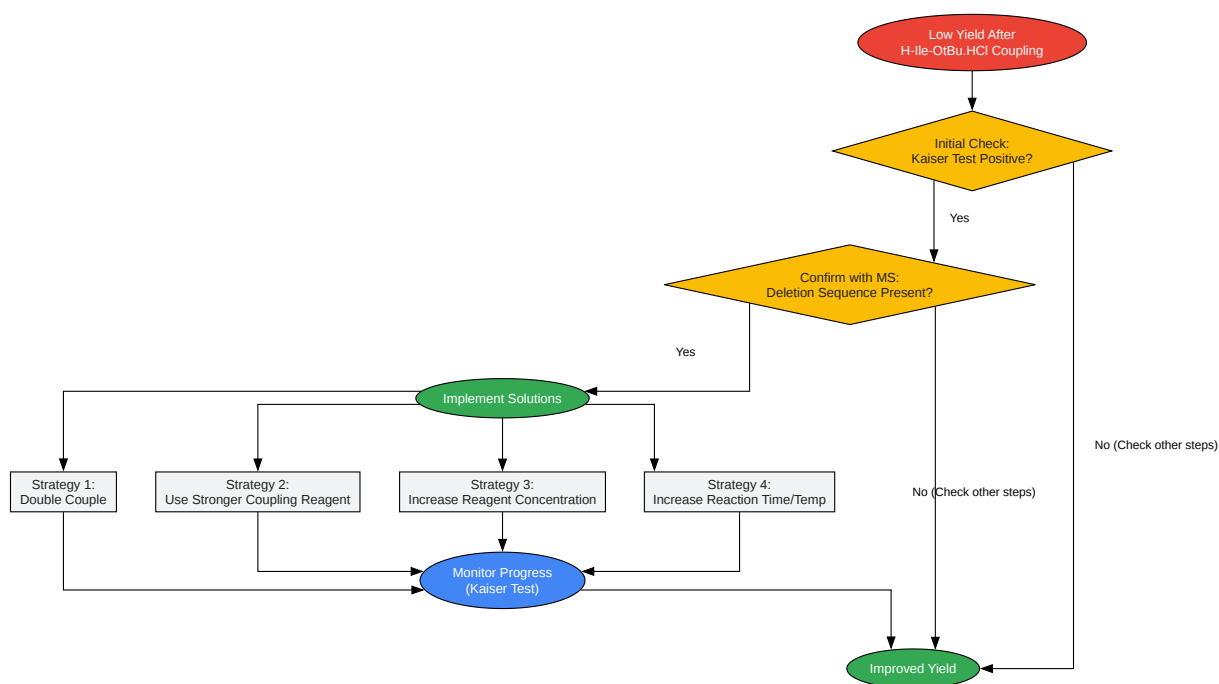 Low Yield After
H-Ile-OtBu.HCl Coupling
Initial Check:
Kaiser Test Positive?
Yes
Confirm with MS:
Deletion Sequence Present?
Yes
Implement Solutions
No (Check other steps)
Strategy 1:
Double Couple
Strategy 2:
Use Stronger Coupling Reagent
Strategy 3:
Increase Reagent Concentration
Strategy 4:
Increase Reaction Time/Temp
No (Check other steps)
Monitor Progress
(Kaiser Test)
Improved Yield